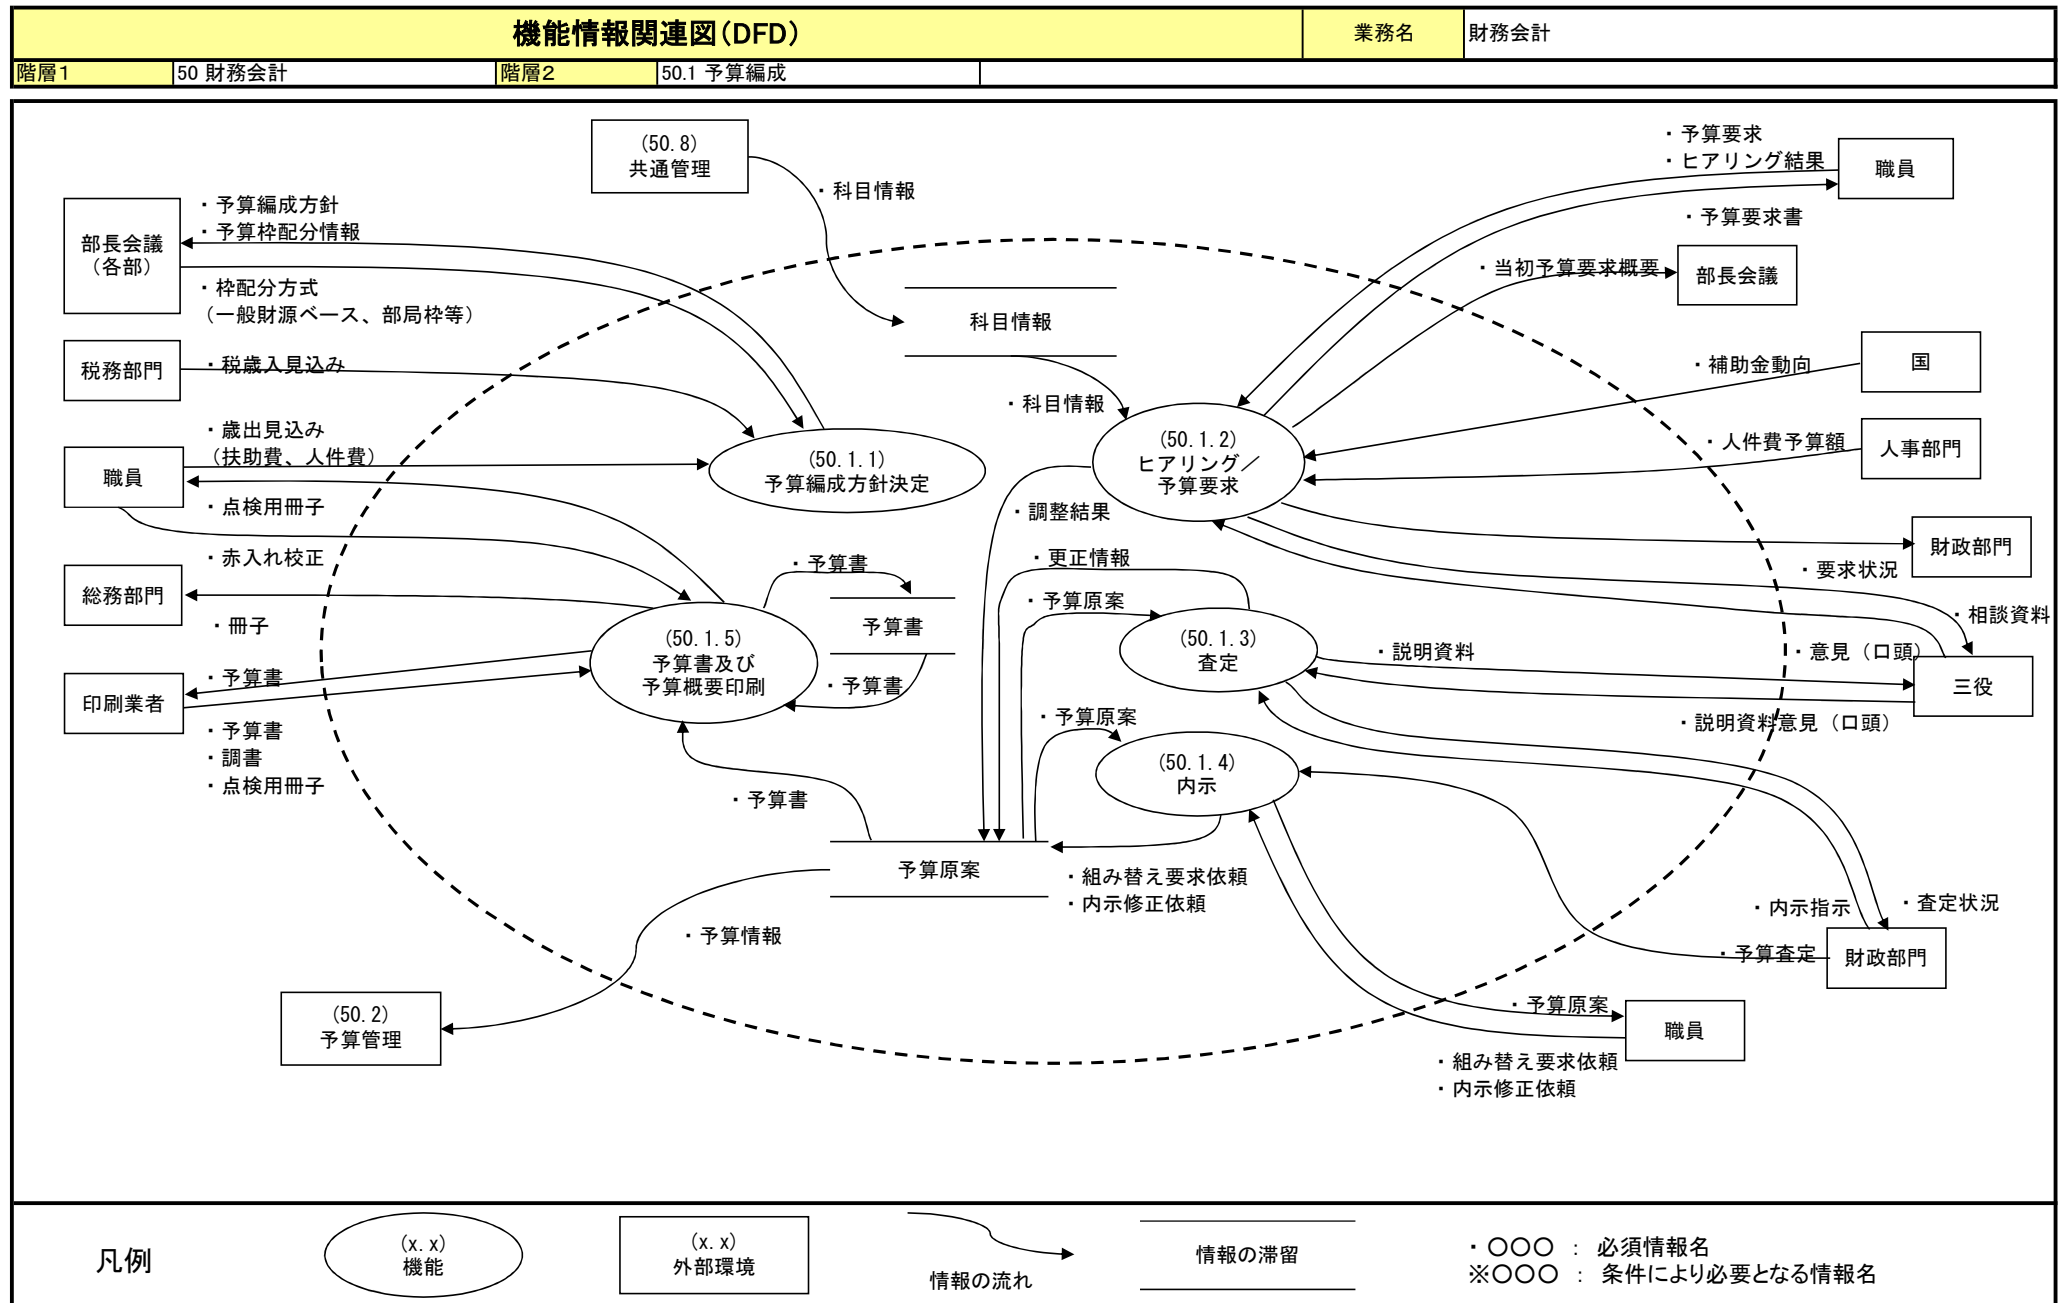 機能情報関連図(DFD)
業務名
財務会計
階層１
50 財務会計
階層２
50.1 予算編成
(50.8)
共通管理
・科目情報
・予算要求
・ヒアリング結果
職員
・予算要求書
部長会議
（各部）
・予算編成方針
・予算枠配分情報
・枠配分方式
（一般財源ベース、部局枠等）
・当初予算要求概要
部長会議
科目情報
税務部門
・税歳入見込み
・科目情報
・補助金動向
国
職員
・歳出見込み
（扶助費、人件費）
(50.1.1)
予算編成方針決定
(50.1.2)
ヒアリング／
予算要求
・人件費予算額
人事部門
・点検用冊子
・調整結果
財政部門
・要求状況
・赤入れ校正
・予算書
・更正情報
総務部門
・冊子
予算書
・予算原案
・相談資料
(50.1.5)
予算書及び
予算概要印刷
(50.1.3)
査定
・説明資料
・意見（口頭）
三役
印刷業者
・予算書
・予算書
・予算書
・調書
・点検用冊子
・予算原案
・説明資料意見（口頭）
(50.1.4)
内示
・予算書
予算原案
・組み替え要求依頼
・内示修正依頼
・内示指示
・査定状況
・予算情報
・予算査定
財政部門
(50.2)
予算管理
・予算原案
職員
・組み替え要求依頼
・内示修正依頼
凡例
(x.x)
機能
(x.x)
外部環境
情報の流れ
情報の滞留
・〇〇〇 ： 必須情報名
※〇〇〇 ： 条件により必要となる情報名